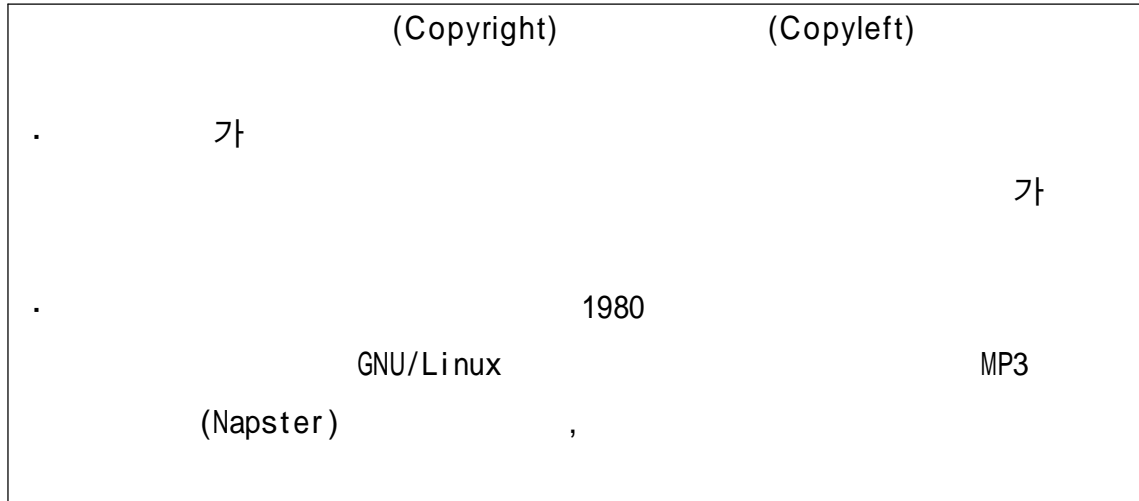 (Copyright) (Copyleft)
· 가
가
· 1980
GNU/Linux MP3
(Napster) ,